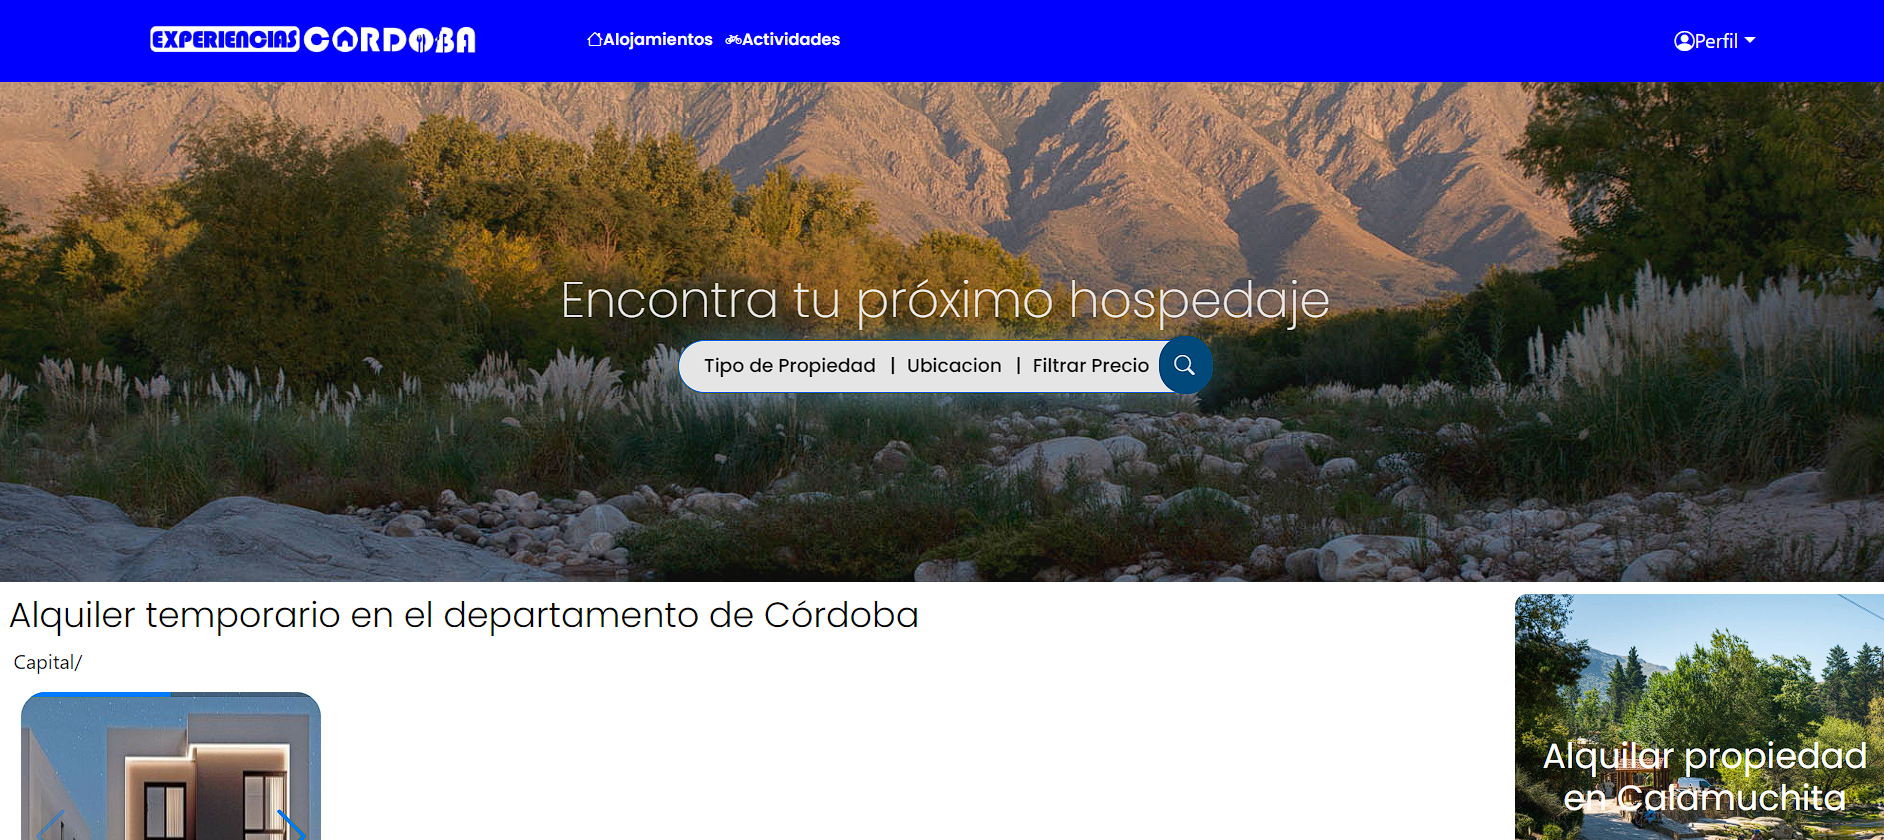 EXPERIENCIAS CORDOBA
Alojamientos Actividades
Perfil
Encontra tu próximo hospedaje
Tipo de Propiedad | Ubicacion | Filtrar Precio
Alquiler temporario en el departamento de Córdoba
Capital/
Alquilar propiedad
en Calamuchita